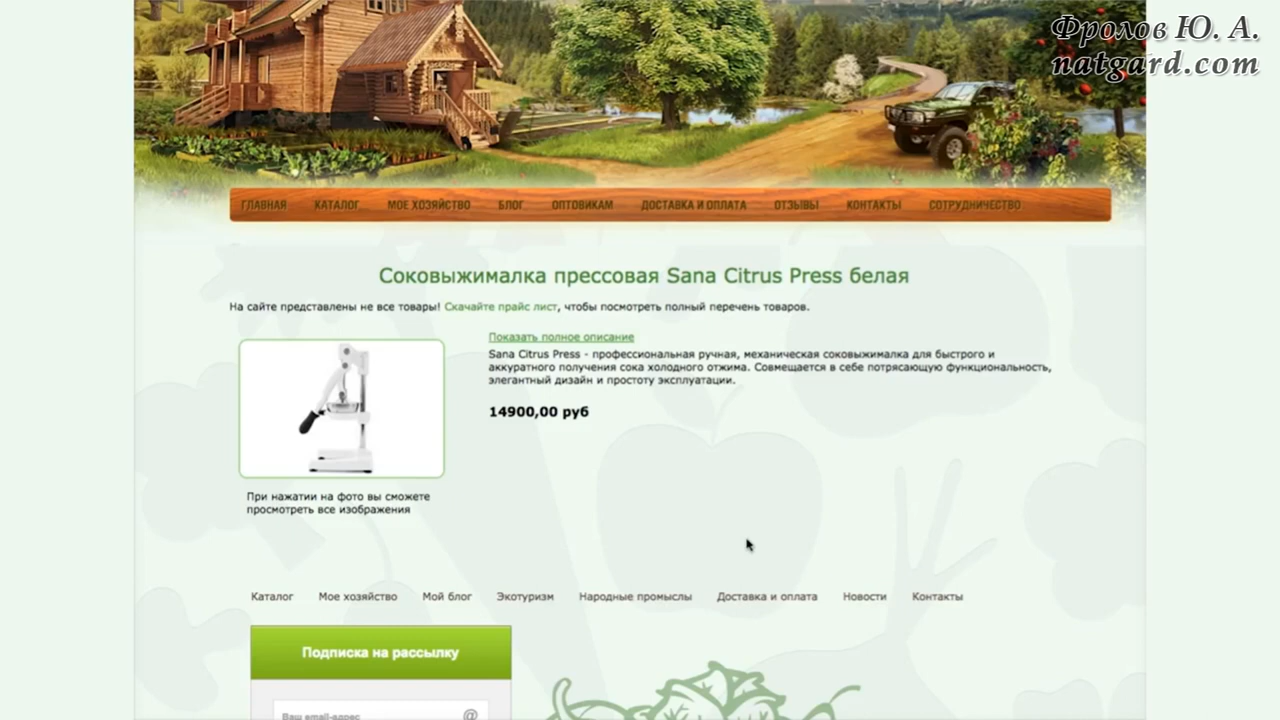 Фролов Ю. А.
natgard.com
ГЛАВНАЯ КАТАЛОГ МОЕ ХОЗЯЙСТВО БЛОГ ОПТОВИКАМ ДОСТАВКА И ОПЛАТА ОТЗЫВЫ КОНТАКТЫ СОТРУДНИЧЕСТВО
Соковыжималка прессовая Sana Citrus Press белая
На сайте представлены не все товары! Скачайте прайс лист, чтобы посмотреть полный перечень товаров.
Показать полное описание
Sana Citrus Press - профессиональная ручная, механическая соковыжималка для быстрого и
аккуратного получения сока холодного отжима. Совмещается в себе потрясающую функциональность,
элегантный дизайн и простоту эксплуатации.
14900,00 руб
При нажатии на фото вы сможете
просмотреть все изображения
Каталог Мое хозяйство Мой блог Экотуризм Народные промыслы Доставка и оплата Новости Контакты
Подписка на рассылку
Ваш email-адрес @